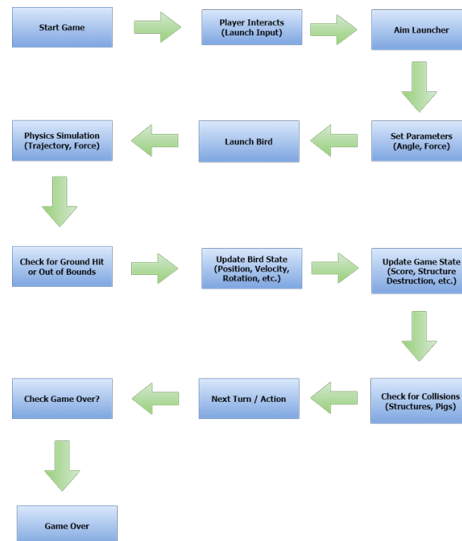 Start Game
Player Interacts
(Launch Input)
Aim Launcher
Physics Simulation
(Trajectory, Force)
Launch Bird
Set Parameters
(Angle, Force)
Check for Ground Hit
or Out of Bounds
Update Bird State
(Position, Velocity,
Rotation, etc.)
Update Game State
(Score, Structure
Destruction, etc.)
Check Game Over?
Next Turn / Action
Check for Collisions
(Structures, Pigs)
Game Over